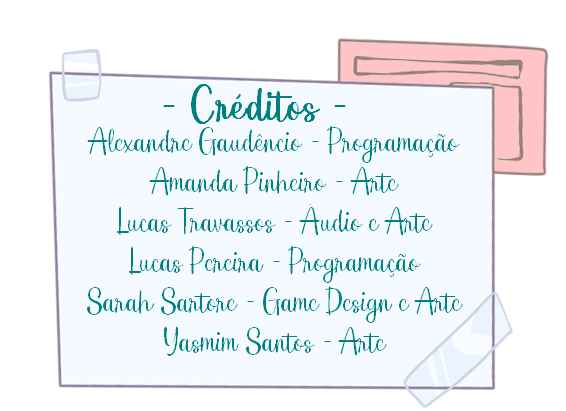 - Créditos -
Alexandre Gaudêncio - Programação
Amanda Pinheiro - Arte
Lucas Travassos - Áudio e Arte
Lucas Pereira - Programação
Sarah Sartore - Game Design e Arte
Yasmim Santos - Arte